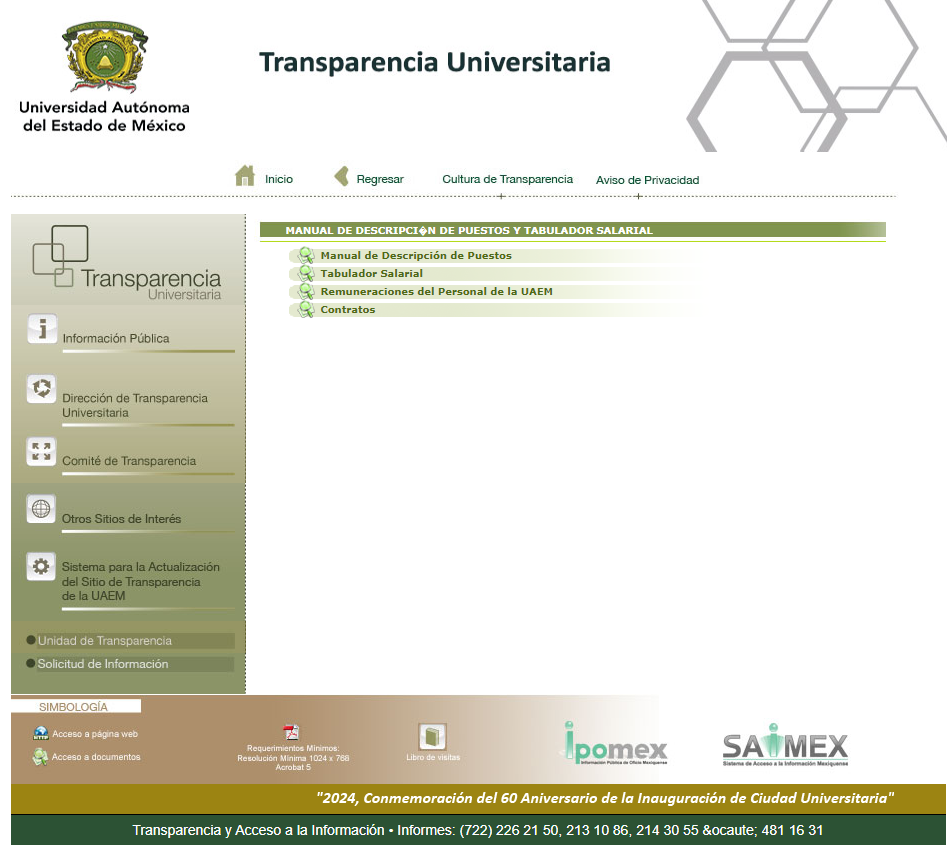 Universidad Autónoma
del Estado de México
Transparencia Universitaria
Inicio
Regresar
Cultura de Transparencia
Aviso de Privacidad
Transparencia
Universitaria
Información Pública
Dirección de Transparencia
Universitaria
Comité de Transparencia
Otros Sitios de Interés
Sistema para la Actualización
del Sitio de Transparencia
de la UAEM
Unidad de Transparencia
Solicitud de Información
MANUAL DE DESCRIPCI�N DE PUESTOS Y TABULADOR SALARIAL
Manual de Descripción de Puestos
Tabulador Salarial
Remuneraciones del Personal de la UAEM
Contratos
SIMBOLOGÍA
Acceso a página web
Acceso a documentos
Requerimientos Mínimos:
Resolución Mínima 1024 x 768
Acrobat 5
Libro de visitas
ipomex
Información Pública de Oficio Mexiquense
SAIMEX
Sistema de Acceso a la Información Mexiquense
"2024, Conmemoración del 60 Aniversario de la Inauguración de Ciudad Universitaria"
Transparencia y Acceso a la Información • Informes: (722) 226 21 50, 213 10 86, 214 30 55 &ocaute; 481 16 31